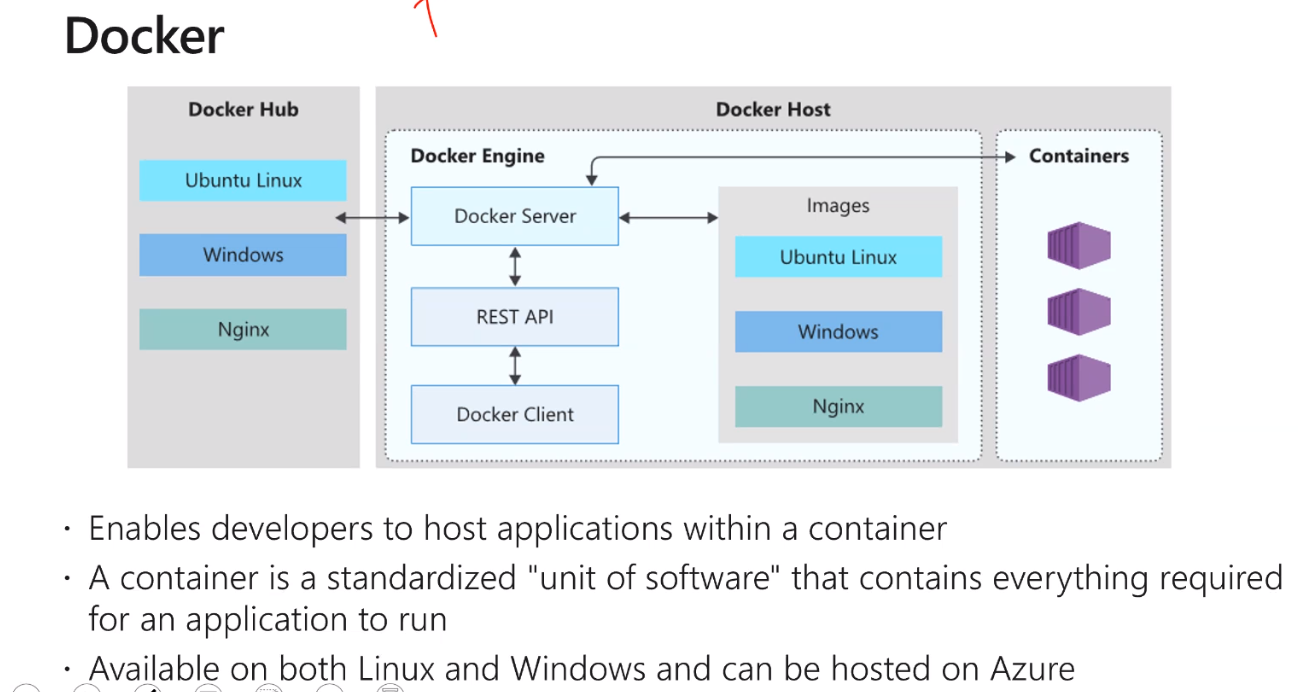 Docker
Docker Hub
Ubuntu Linux
Windows
Nginx
Docker Host
Docker Engine
Docker Server
REST API
Docker Client
Images
Ubuntu Linux
Windows
Nginx
Containers
· Enables developers to host applications within a container
· A container is a standardized "unit of software" that contains everything required
for an application to run
· Available on both Linux and Windows and can be hosted on Azure